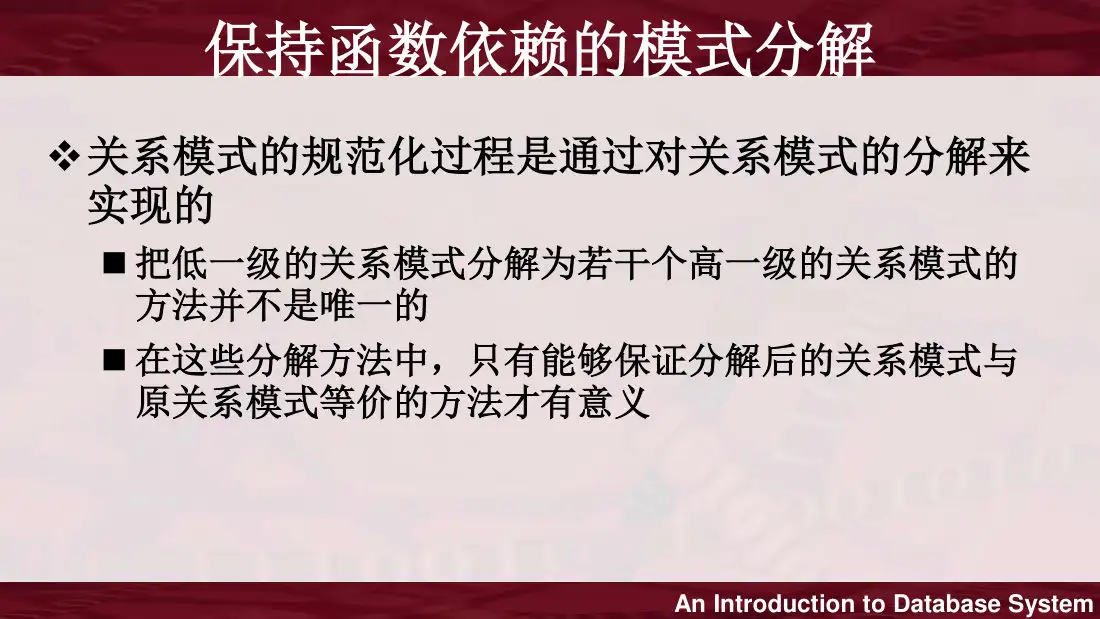 保持函数依赖的模式分解
❖关系模式的规范化过程是通过对关系模式的分解来
实现的
■把低一级的关系模式分解为若干个高一级的关系模式的
方法并不是唯一的
■在这些分解方法中，只有能够保证分解后的关系模式与
原关系模式等价的方法才有意义
An Introduction to Database System